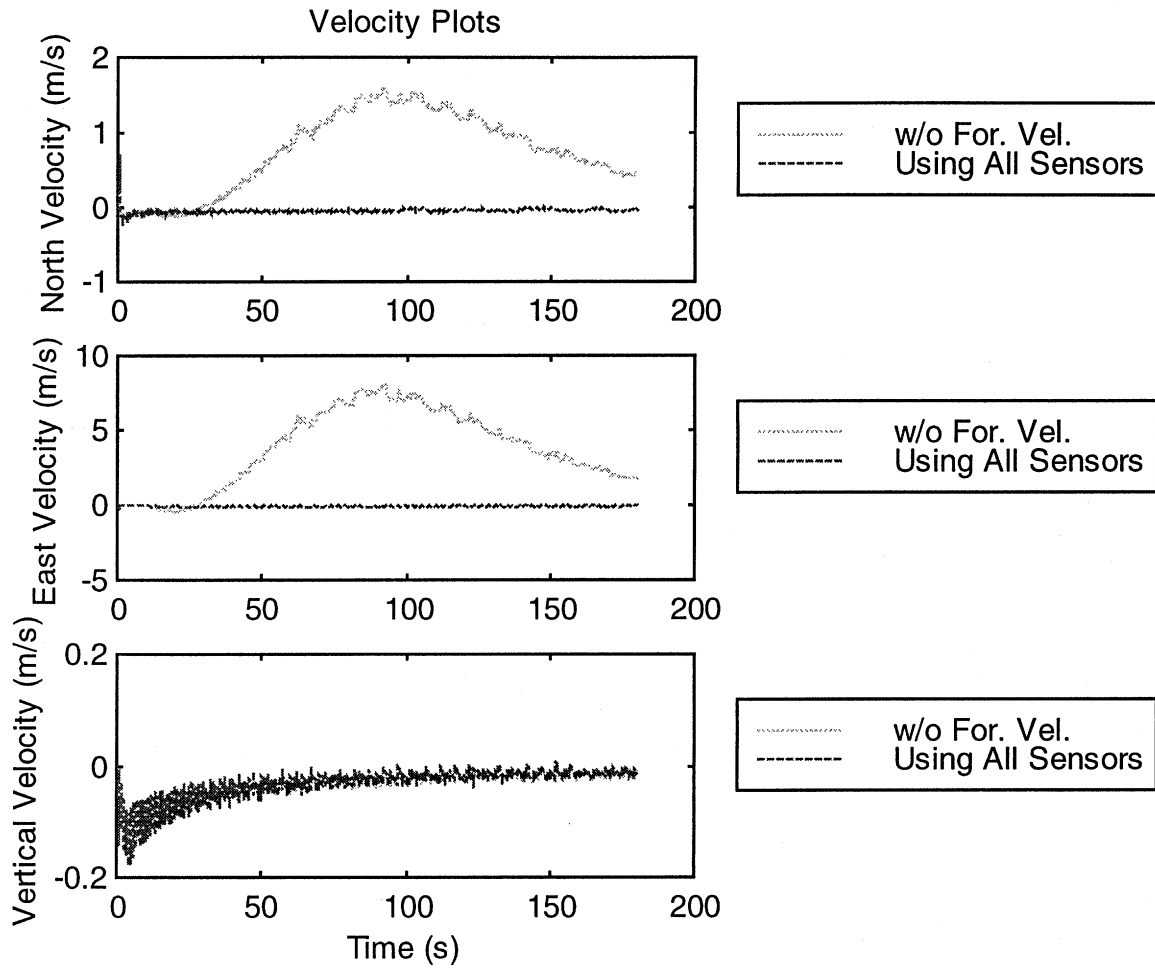 Velocity Plots
North Velocity (m/s)
2
1
0
-1
0 50 100 150 200
w/o For. Vel.
Using All Sensors
East Velocity (m/s)
10
5
0
-5
0 50 100 150 200
w/o For. Vel.
Using All Sensors
Vertical Velocity (m/s)
0.2
0
-0.2
0 50 100 150 200
Time (s)
w/o For. Vel.
Using All Sensors